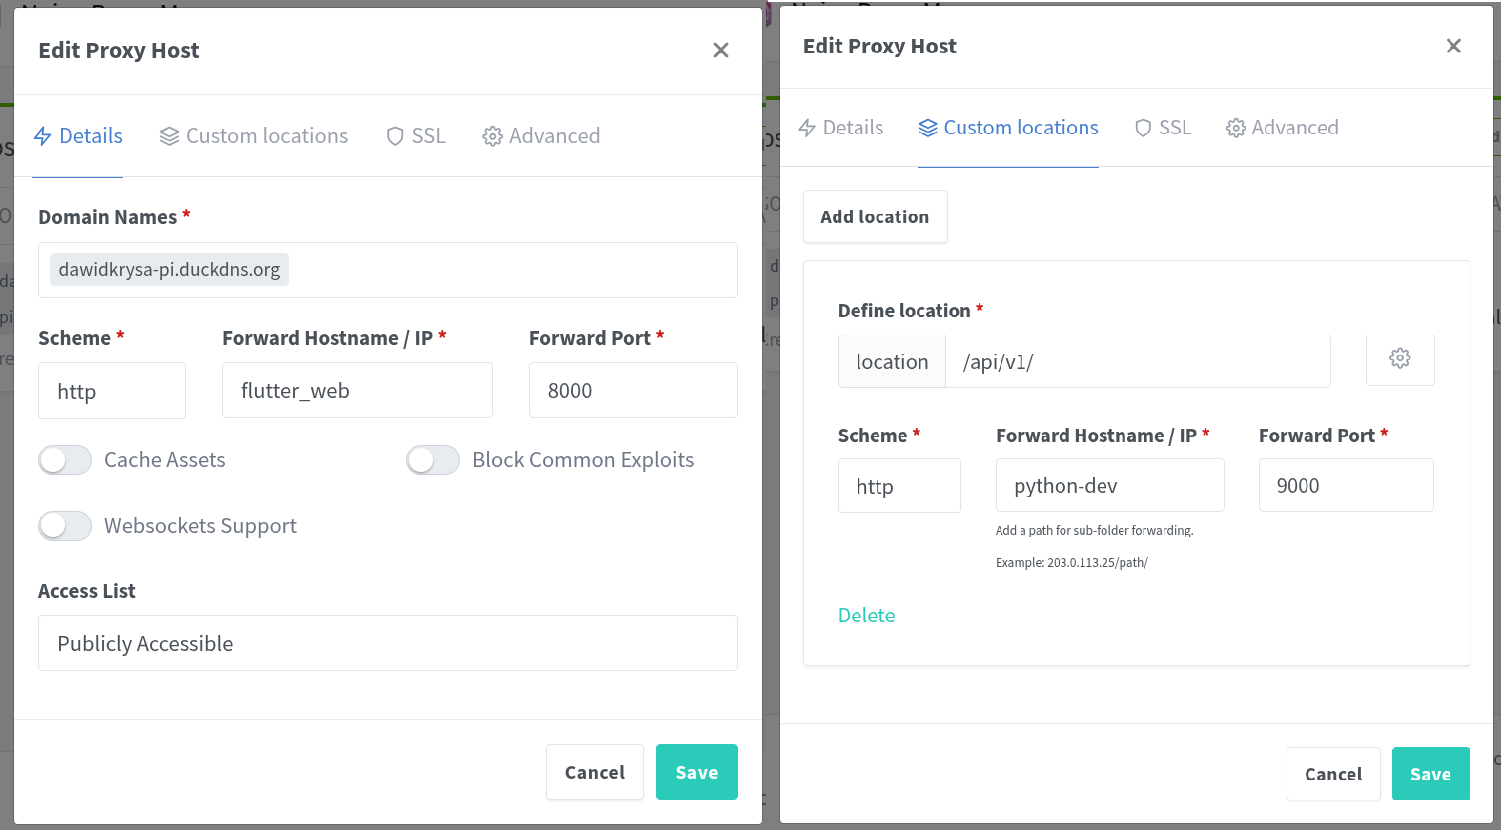 Edit Proxy Host
Details Custom locations SSL Advanced
Domain Names *
dawidkrysa-pi.duckdns.org
Scheme * Forward Hostname / IP * Forward Port *
http flutter_web 8000
Cache Assets Block Common Exploits
Websockets Support
Access List
Publicly Accessible
Cancel Save
Edit Proxy Host
Details Custom locations SSL Advanced
Add location
Define location *
location /api/v1/
Scheme * Forward Hostname / IP * Forward Port *
http python-dev 9000
Add a path for sub-folder forwarding.
Example: 203.0.113.25/path/
Delete
Cancel Save